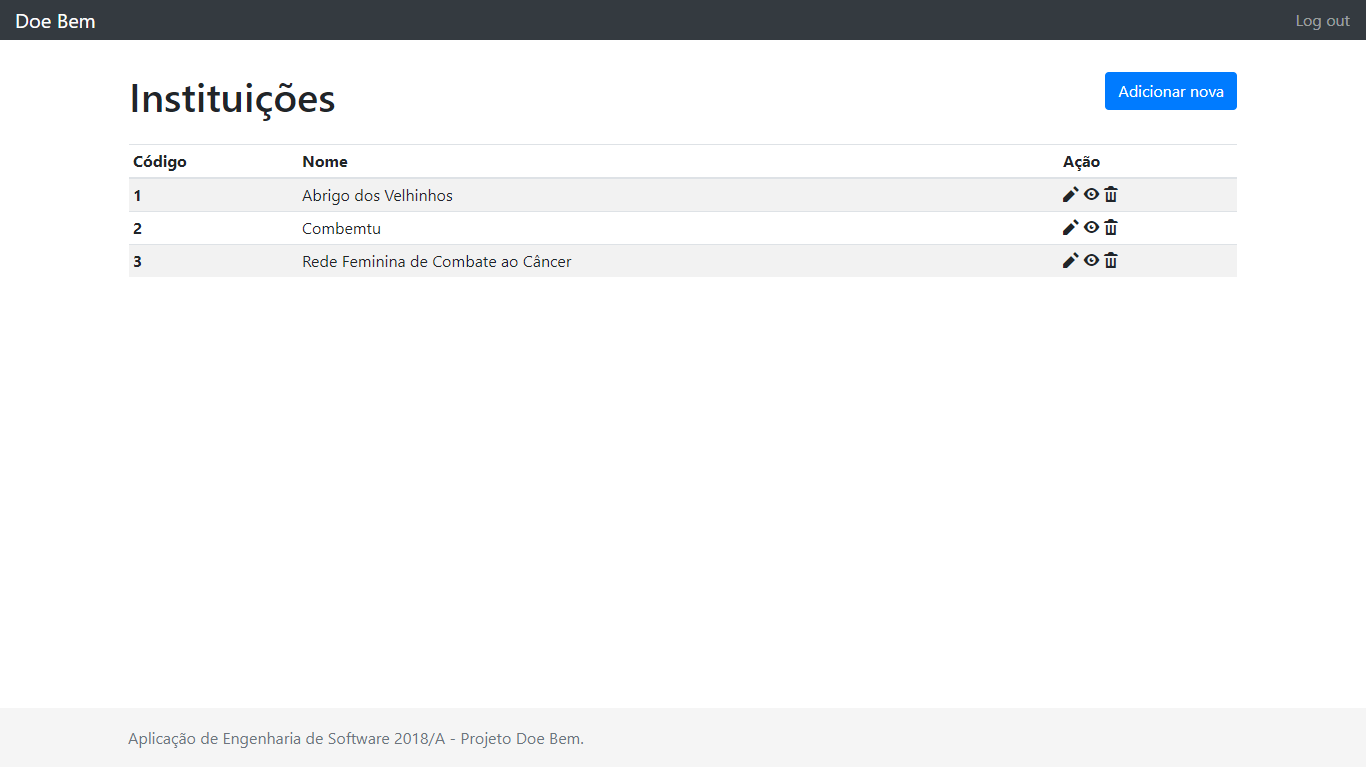 Doe Bem Log out
Instituições Adicionar nova
Código Nome Ação
1 Abrigo dos Velhinhos
2 Combemtu
3 Rede Feminina de Combate ao Câncer
Aplicação de Engenharia de Software 2018/A - Projeto Doe Bem.